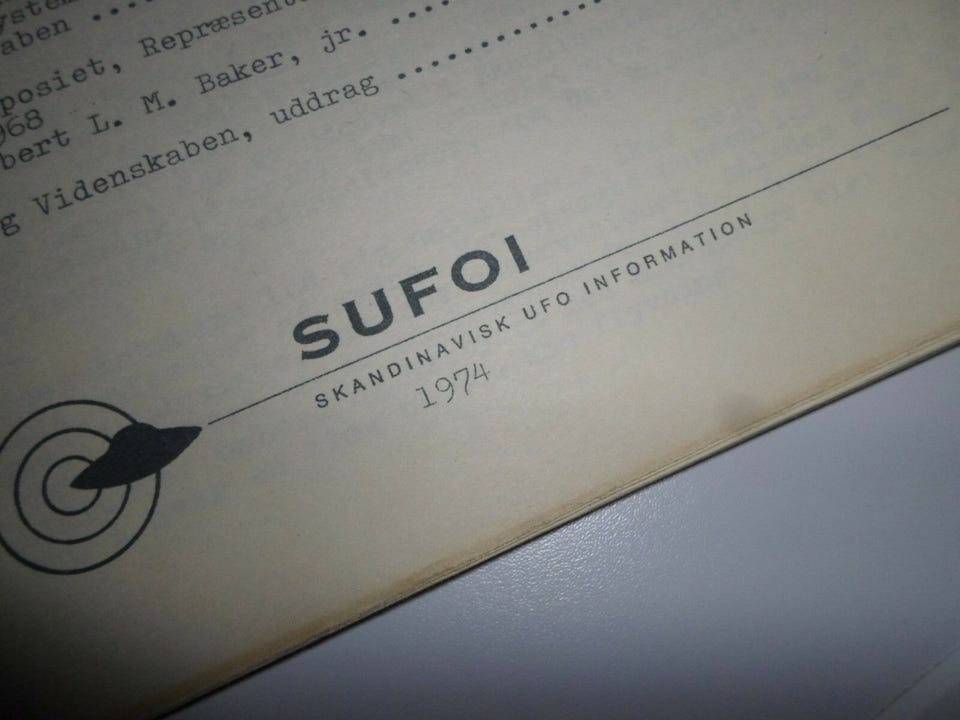 aben ....
posiet, Repræsent
968
bert L. M. Baker, jr. ....
g Videnskaben, uddrag ............
SUFOI
SKANDINAVISK UFO INFORMATION
1974